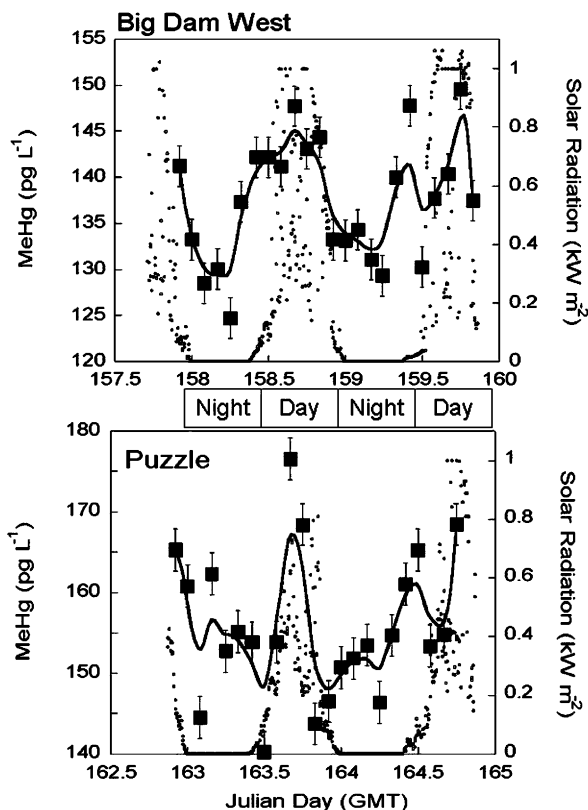 Big Dam West
155
150
145
140
135
130
125
120
MeHg (pg L-1)
1
0.8
0.6
0.4
0.2
0
Solar Radiation (kW m-2)
157.5 158 158.5 159 159.5 160
Night Day Night Day
Puzzle
180
170
160
150
140
MeHg (pg L-1)
1
0.8
0.6
0.4
0.2
0
Solar Radiation (kW m-2)
162.5 163 163.5 164 164.5 165
Julian Day (GMT)